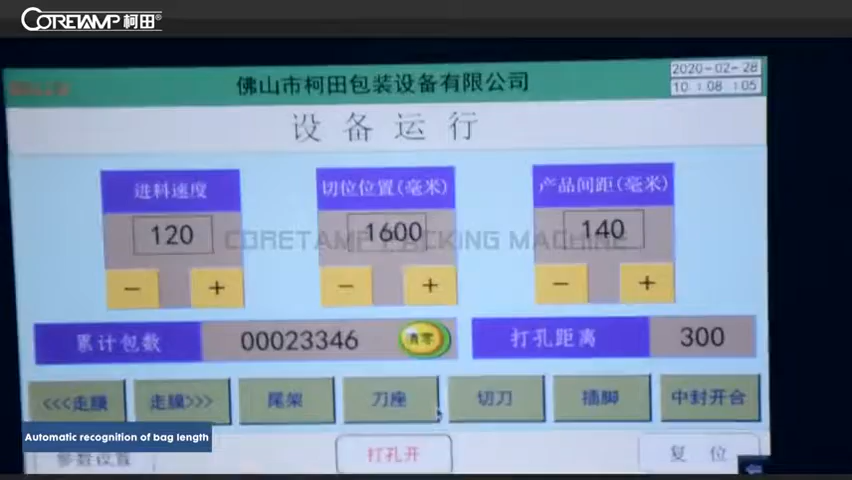 CORETAMP柯田®
佛山市柯田包装设备有限公司
2020-02-28
10:08:05
设备运行
进料速度
切位位置(毫米)
产品间距(毫米)
120
1600
140
CORETAMP PACKING MACHINE
− + − + − +
累计包数 00023346 清零 打孔距离 300
<<<走膜 走膜>>> 尾架 刀座 切刀 插脚 中封开合
Automatic recognition of bag length
参数设置 打孔开 复位